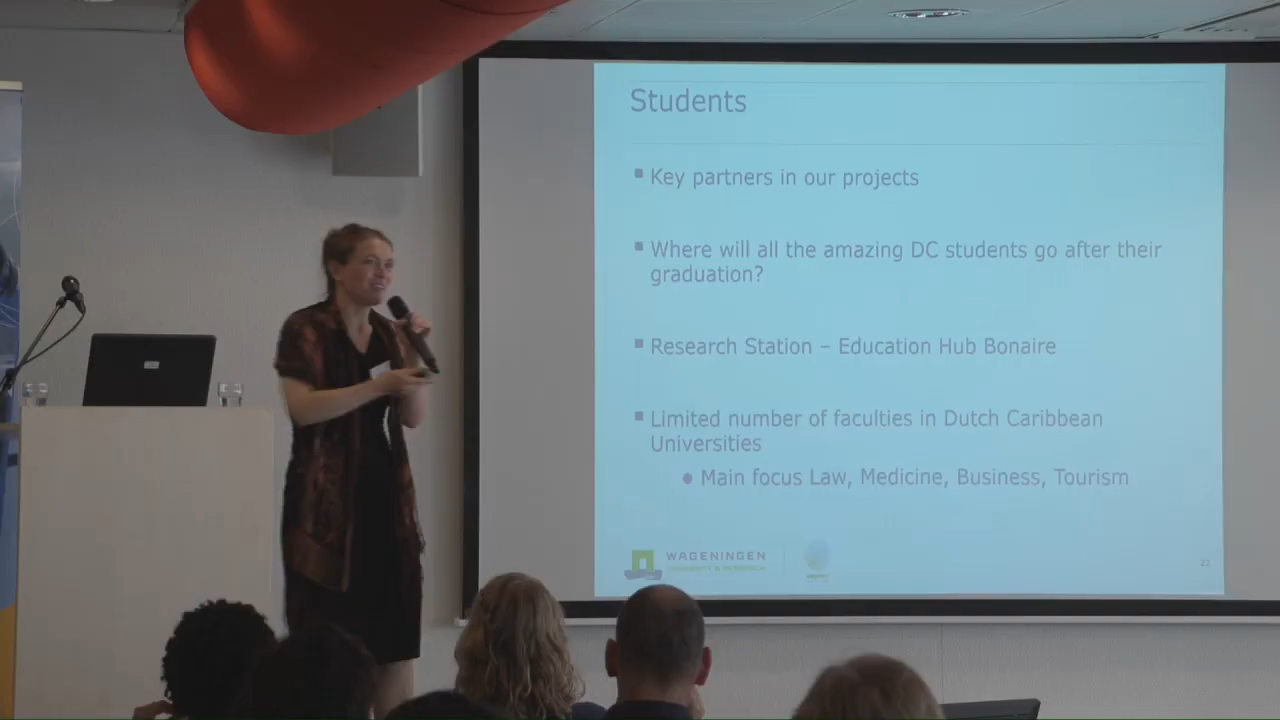 Students
Key partners in our projects
Where will all the amazing DC students go after their
graduation?
Research Station – Education Hub Bonaire
Limited number of faculties in Dutch Caribbean
Universities
Main focus Law, Medicine, Business, Tourism
WAGENINGEN